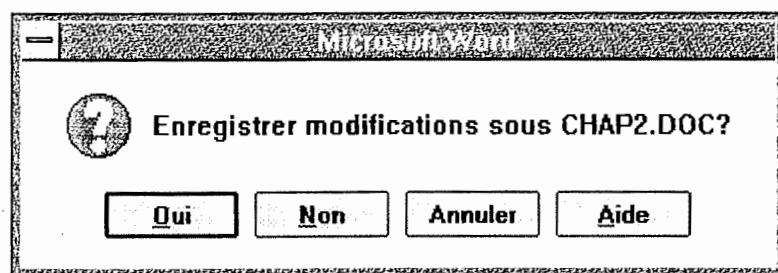 Microsoft Word
Enregistrer modifications sous CHAP2.DOC?
Oui Non Annuler Aide